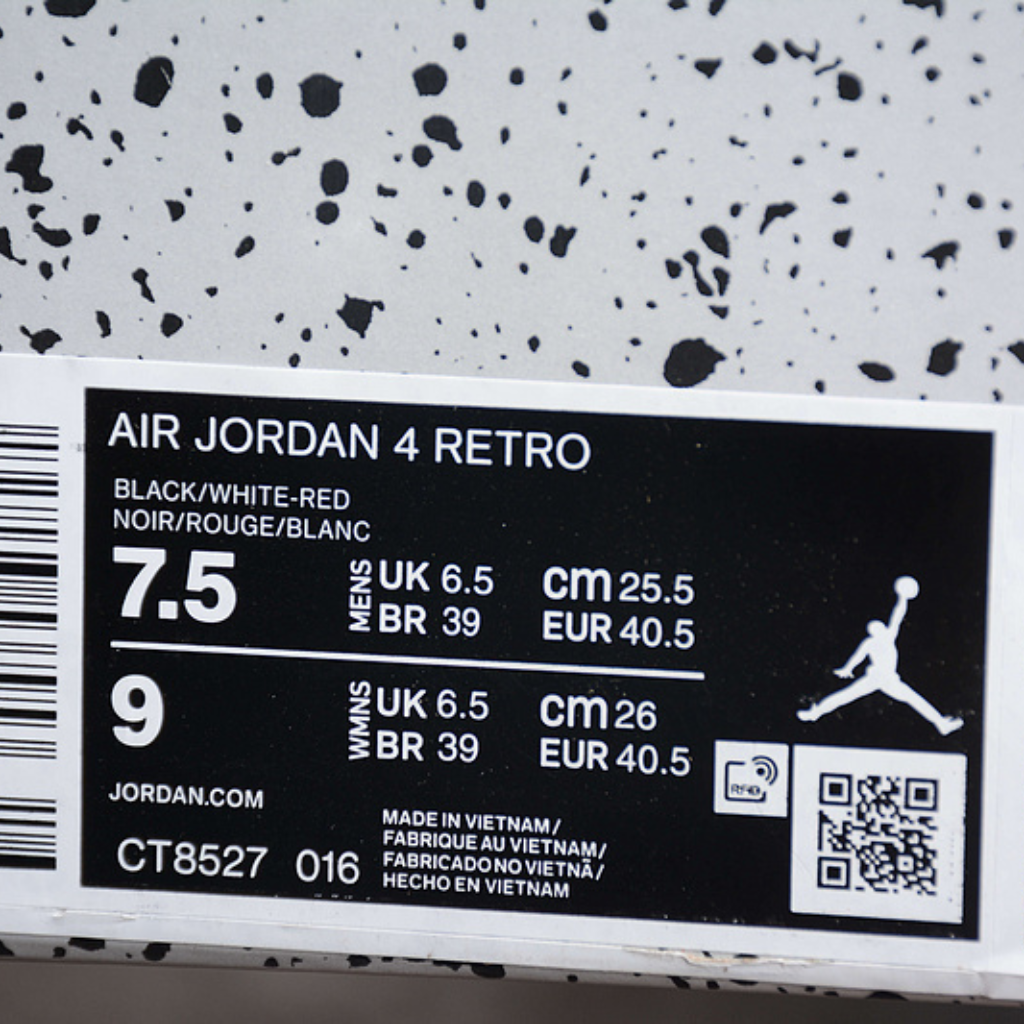 AIR JORDAN 4 RETRO
BLACK/WHITE-RED
NOIR/ROUGE/BLANC
7.5 MENS UK 6.5 cm 25.5
BR 39 EUR 40.5
9 WMNS UK 6.5 cm 26
BR 39 EUR 40.5
RFID
JORDAN.COM
CT8527 016
MADE IN VIETNAM/
FABRIQUE AU VIETNAM/
FABRICADO NO VIETNÃ/
HECHO EN VIETNAM